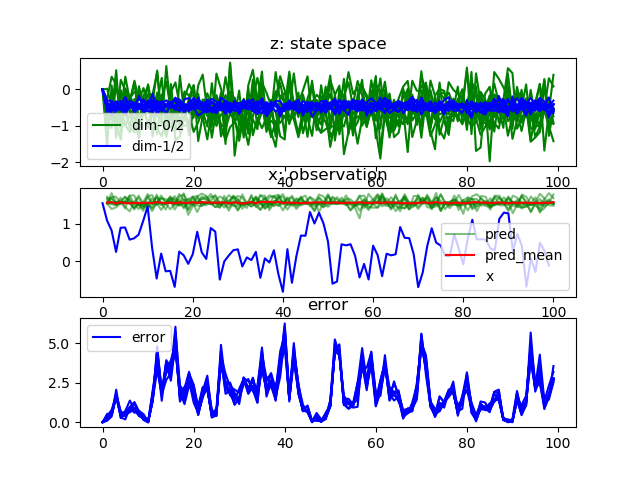 z: state space
0
−1
−2
dim-0/2
dim-1/2
0 20 40 60 80 100
x: observation
1
0
pred
pred_mean
x
0 20 40 60 80 100
error
5.0
2.5
0.0
error
0 20 40 60 80 100